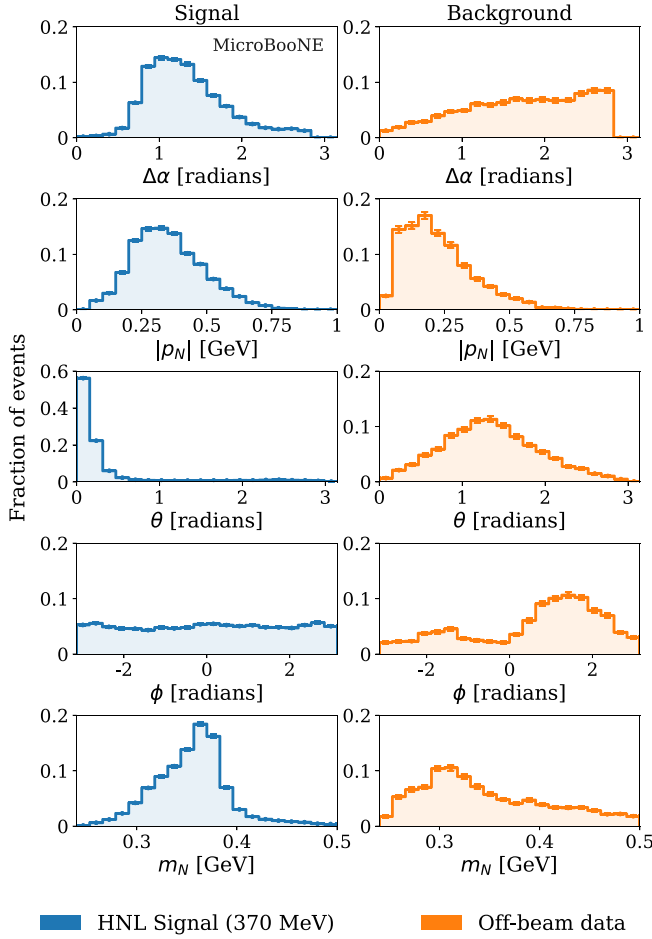 Signal Background
MicroBooNE
0.2 0.2
0.1 0.1
0 0
0 1 2 3 0 1 2 3
Δα [radians] Δα [radians]
0.2 0.2
0.1 0.1
0 0
0 0.25 0.5 0.75 1 0 0.25 0.5 0.75 1
|p_N| [GeV] |p_N| [GeV]
Fraction of events
0.6 0.2
0.4
0.1
0.2
0 0
0 1 2 3 0 1 2 3
θ [radians] θ [radians]
0.2 0.2
0.1 0.1
0 0
-2 0 2 -2 0 2
ϕ [radians] ϕ [radians]
0.2 0.2
0.1 0.1
0 0
0.3 0.4 0.5 0.3 0.4 0.5
m_N [GeV] m_N [GeV]
HNL Signal (370 MeV) Off-beam data